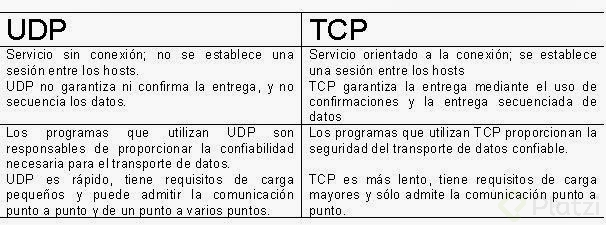 UDP
Servicio sin conexión; no se establece una
sesión entre los hosts.
UDP no garantiza ni confirma la entrega, y no
secuencia los datos.
Los programas que utilizan UDP son
responsables de proporcionar la confiabilidad
necesaria para el transporte de datos.
UDP es rápido, tiene requisitos de carga
pequeños y puede admitir la comunicación
punto a punto y de un punto a varios puntos.
TCP
Servicio orientado a la conexión; se establece
una sesión entre los hosts
TCP garantiza la entrega mediante el uso de
confirmaciones y la entrega secuenciada de
datos
Los programas que utilizan TCP proporcionan la
seguridad del transporte de datos confiable.
TCP es más lento, tiene requisitos de carga
mayores y sólo admite la comunicación punto a
punto.
Platzi